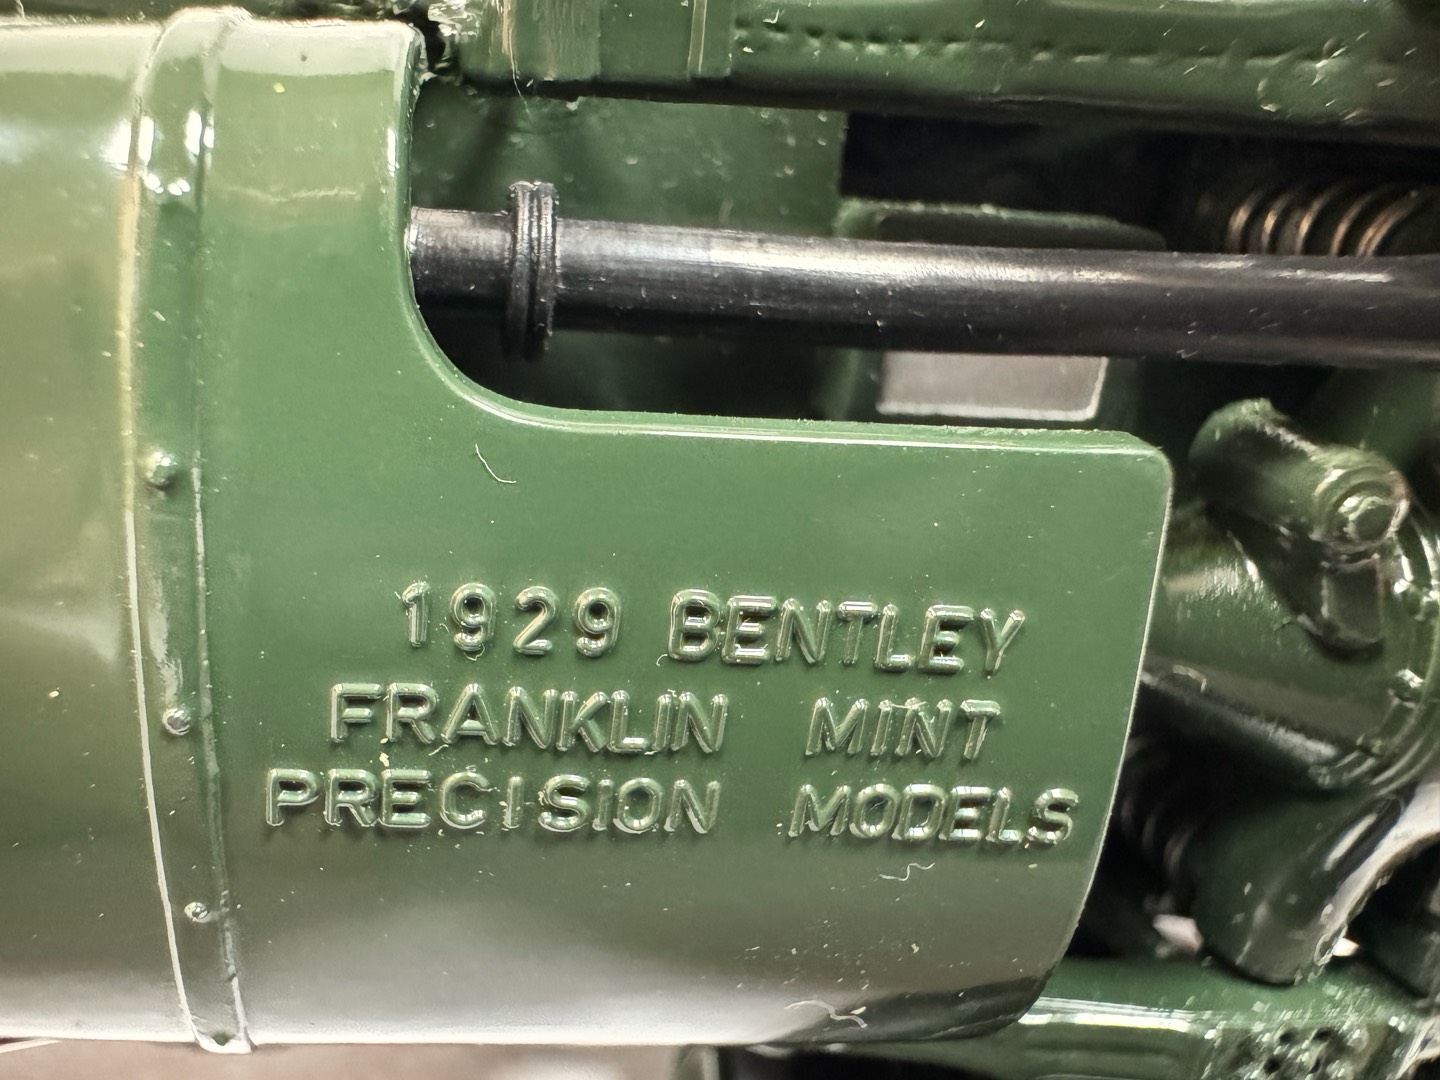 1929 BENTLEY
FRANKLIN MINT
PRECISION MODELS